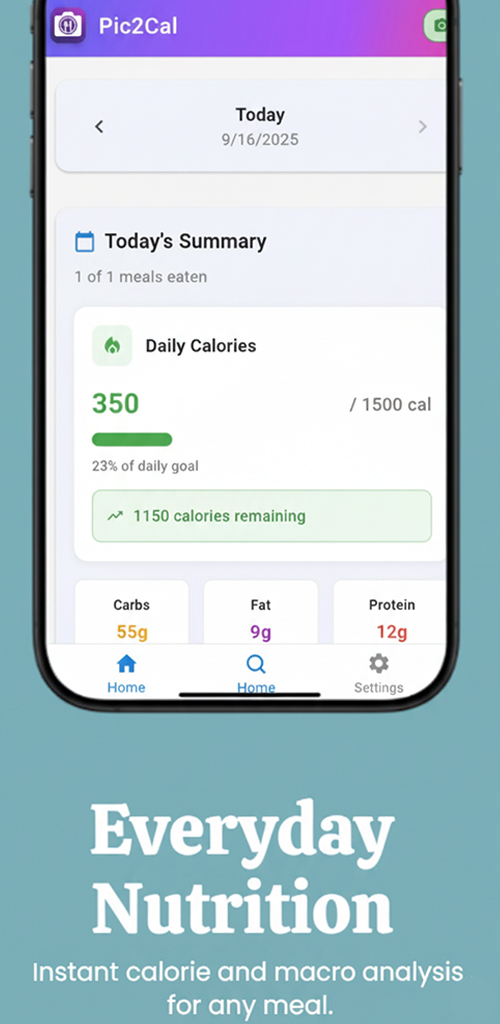 Pic2Cal
Today
9/16/2025
Today's Summary
1 of 1 meals eaten
Daily Calories
350 / 1500 cal
23% of daily goal
1150 calories remaining
Carbs Fat Protein
55g 9g 12g
Home Home Settings
Everyday
Nutrition
Instant calorie and macro analysis
for any meal.